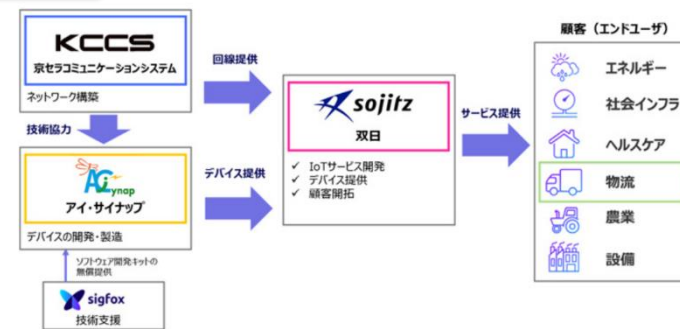 KCCS
京セラコミュニケーションシステム
ネットワーク構築
技術協力
アイ・サイナップ
デバイスの開発・製造
ソフトウェア開発キットの
無償提供
sigfox
技術支援
回線提供
デバイス提供
sojitz
双日
✓ IoTサービス開発
✓ デバイス提供
✓ 顧客開拓
サービス提供
顧客(エンドユーザ)
エネルギー
社会インフラ
ヘルスケア
物流
農業
設備